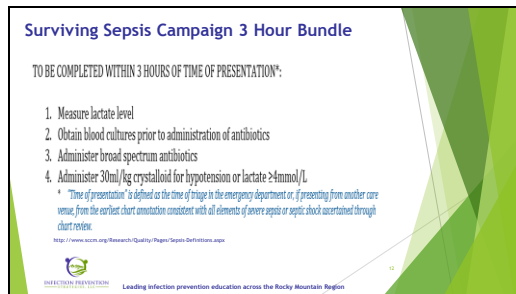 Surviving Sepsis Campaign 3 Hour Bundle
TO BE COMPLETED WITHIN 3 HOURS OF TIME OF PRESENTATION*:
1. Measure lactate level
2. Obtain blood cultures prior to administration of antibiotics
3. Administer broad spectrum antibiotics
4. Administer 30ml/kg crystalloid for hypotension or lactate ≥4mmol/L
* "Time of presentation" is defined as the time of triage in the emergency department or, if presenting from another care
venue, from the earliest chart annotation consistent with all elements of severe sepsis or septic shock ascertained through
chart review.
http://www.sccm.org/Research/Quality/Pages/Sepsis-Definitions.aspx
12
INFECTION PREVENTION
Leading infection prevention education across the Rocky Mountain Region